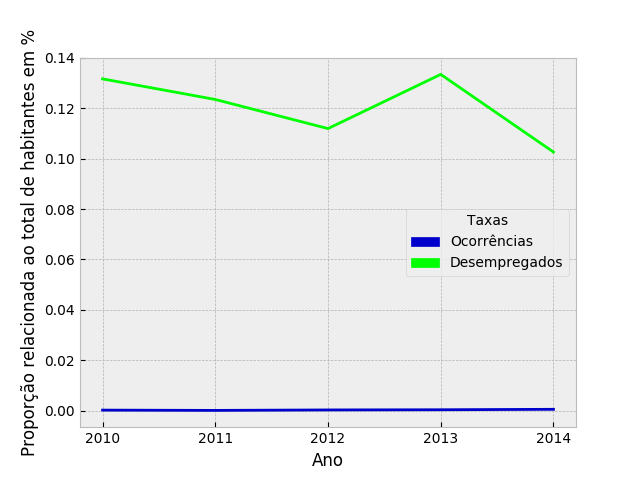 Proporção relacionada ao total de habitantes em %
0.14
0.12
0.10
0.08
0.06
0.04
0.02
0.00
Taxas
Ocorrências
Desempregados
2010 2011 2012 2013 2014
Ano